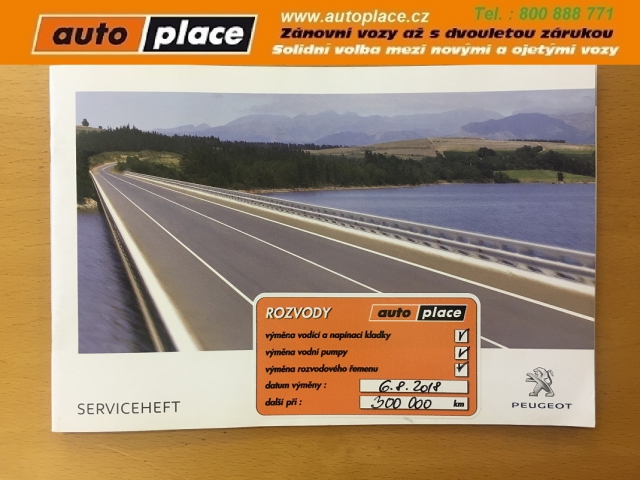 auto place
www.autoplace.cz
Tel. : 800 888 771
Zánovní vozy až s dvouletou zárukou
Solidní volba mezi novými a ojetými vozy
ROZVODY auto place
výměna vodící a napínací kladky
výměna vodní pumpy
výměna rozvodového řemenu
datum výměny : 6.8.2018
další při : 300 000 km
SERVICEHEFT
PEUGEOT